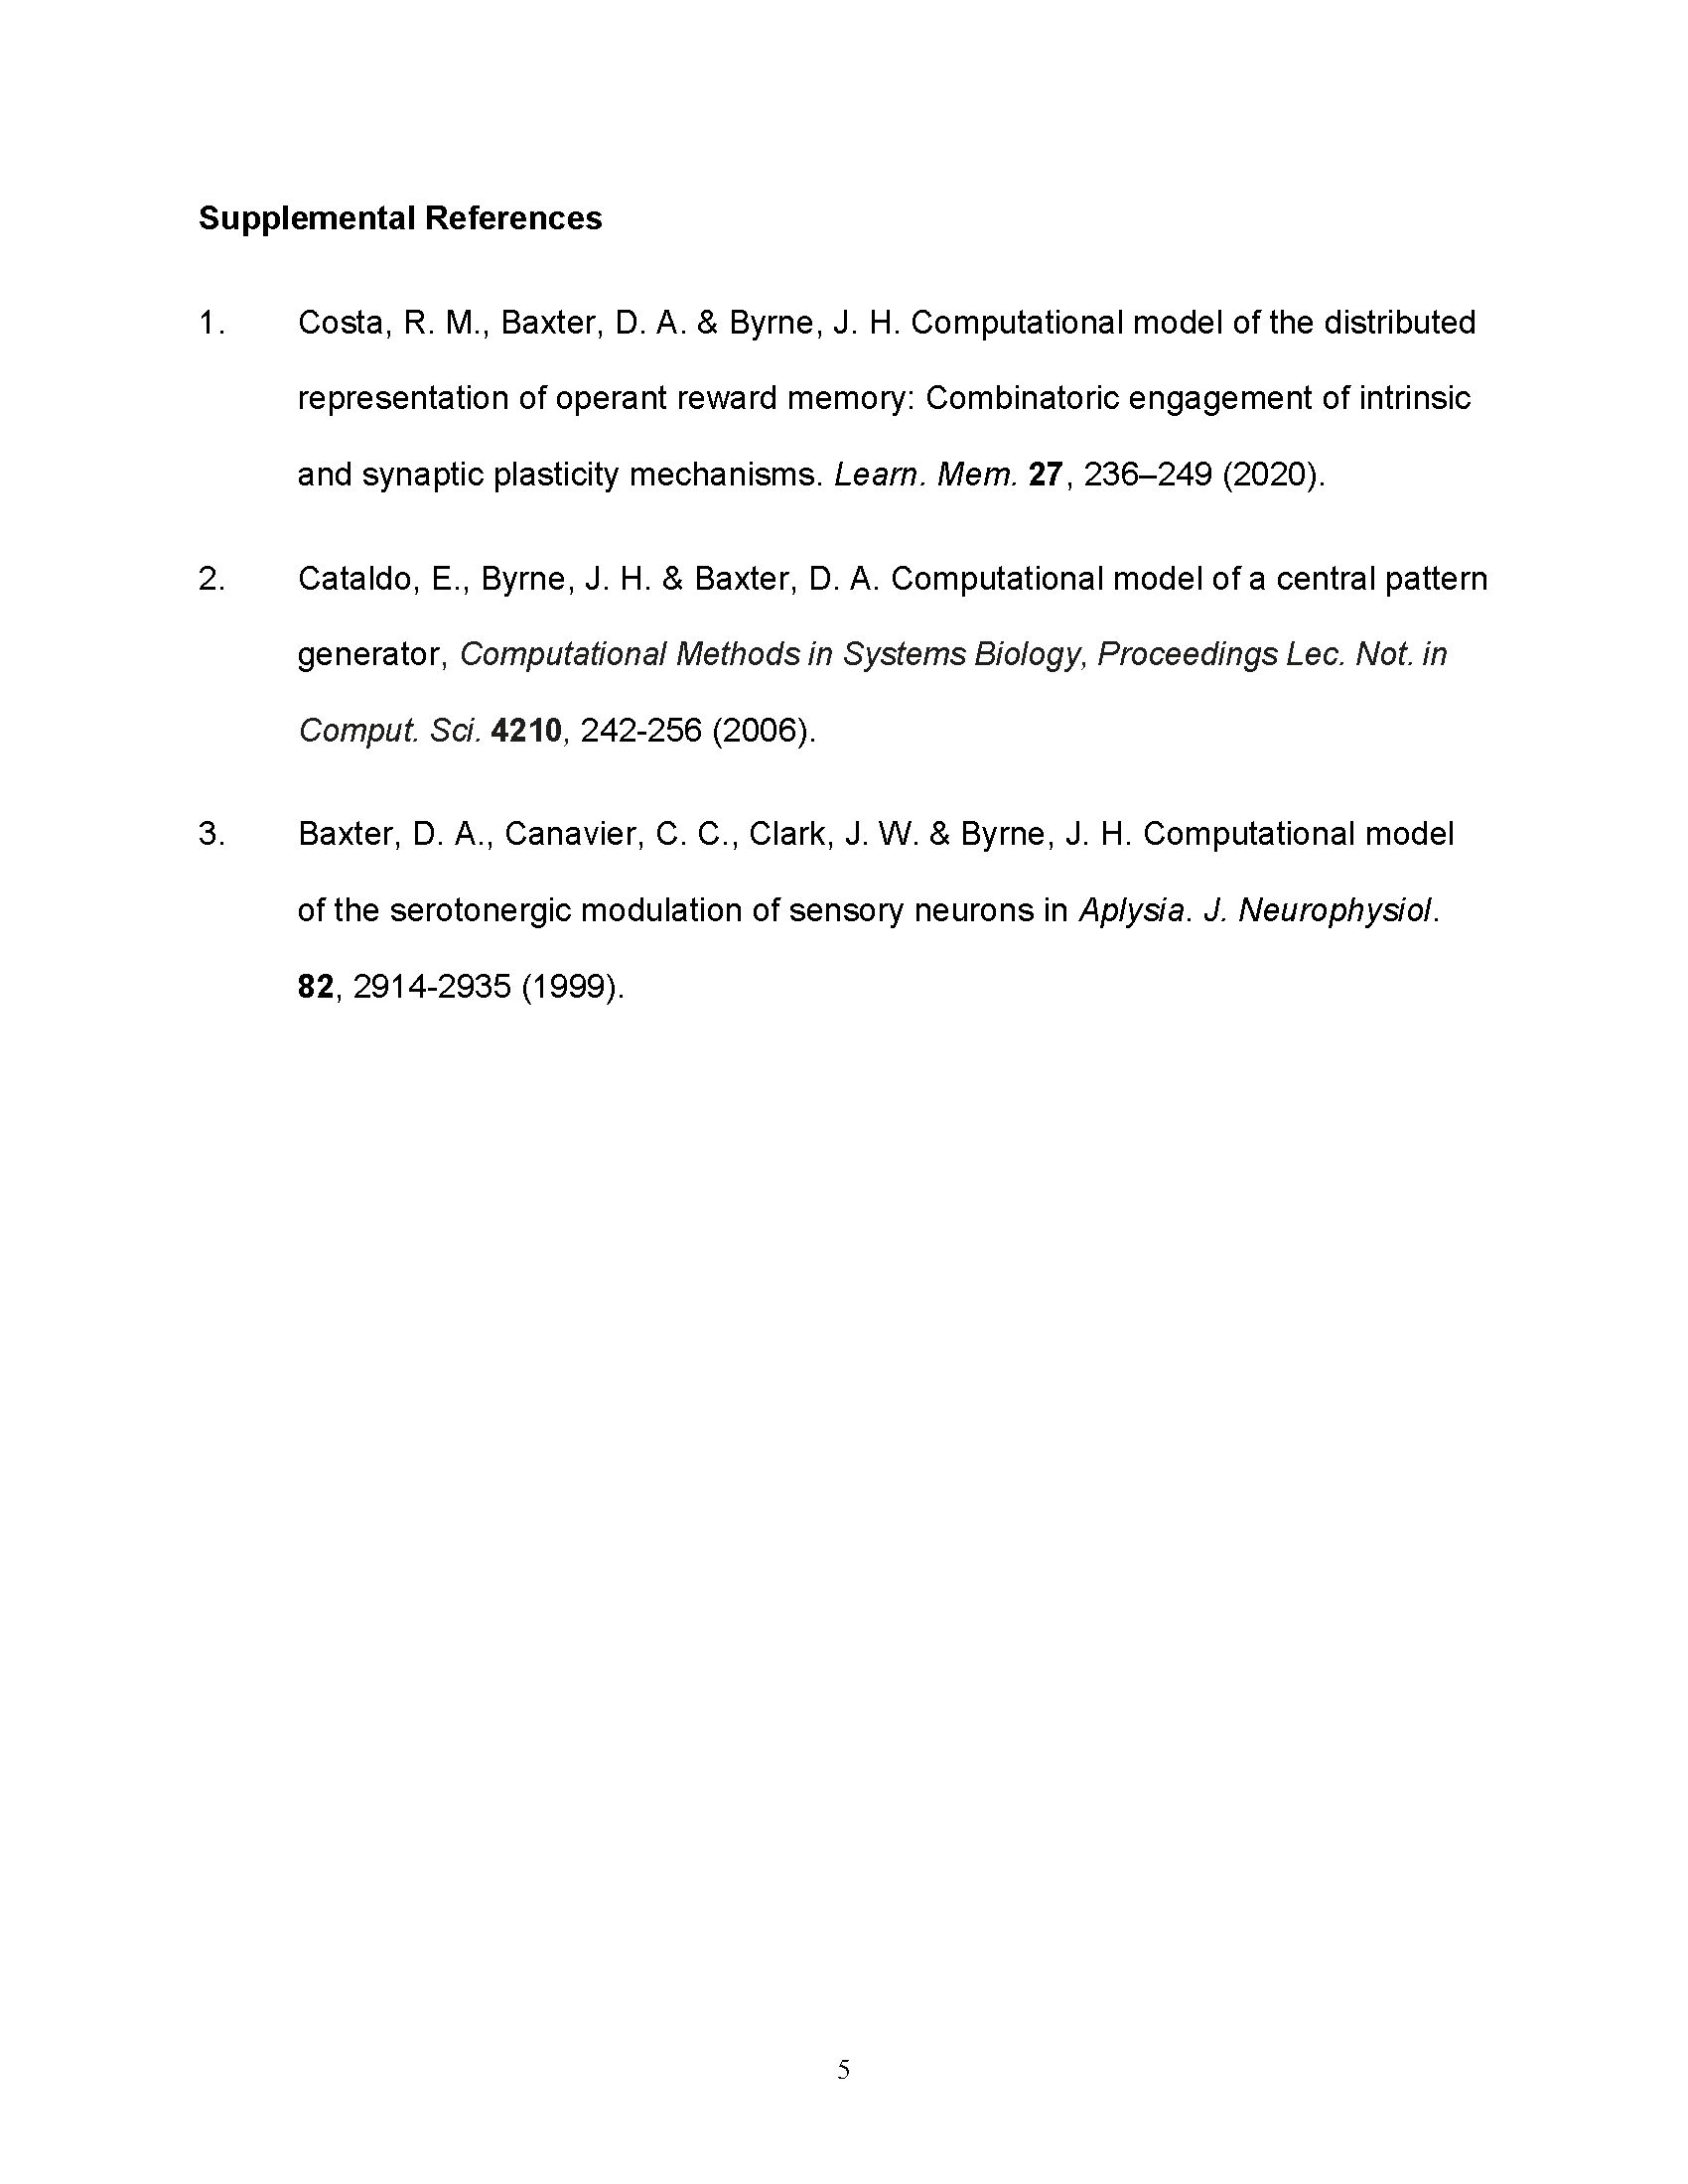 Supplemental References
1. Costa, R. M., Baxter, D. A. & Byrne, J. H. Computational model of the distributed
representation of operant reward memory: Combinatoric engagement of intrinsic
and synaptic plasticity mechanisms. Learn. Mem. 27, 236–249 (2020).
2. Cataldo, E., Byrne, J. H. & Baxter, D. A. Computational model of a central pattern
generator, Computational Methods in Systems Biology, Proceedings Lec. Not. in
Comput. Sci. 4210, 242-256 (2006).
3. Baxter, D. A., Canavier, C. C., Clark, J. W. & Byrne, J. H. Computational model
of the serotonergic modulation of sensory neurons in Aplysia. J. Neurophysiol.
82, 2914-2935 (1999).
5